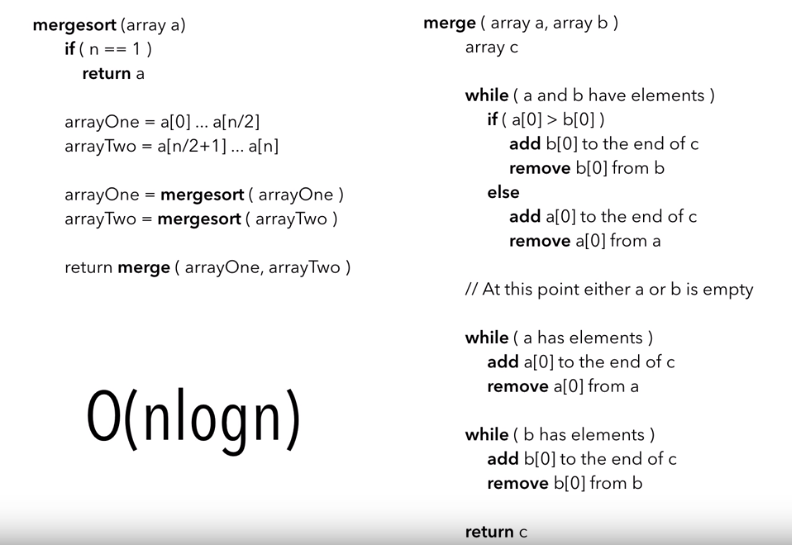 mergesort (array a)
if ( n == 1 )
return a
arrayOne = a[0] ... a[n/2]
arrayTwo = a[n/2+1] ... a[n]
arrayOne = mergesort ( arrayOne )
arrayTwo = mergesort ( arrayTwo )
return merge ( arrayOne, arrayTwo )
O(nlogn)
merge ( array a, array b )
array c
while ( a and b have elements )
if ( a[0] > b[0] )
add b[0] to the end of c
remove b[0] from b
else
add a[0] to the end of c
remove a[0] from a
// At this point either a or b is empty
while ( a has elements )
add a[0] to the end of c
remove a[0] from a
while ( b has elements )
add b[0] to the end of c
remove b[0] from b
return c